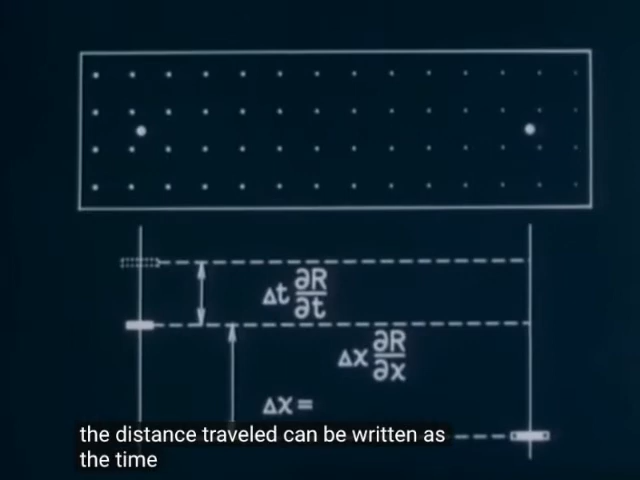 Δt ∂R/∂t
Δx ∂R/∂x
Δx =
the distance traveled can be written as
the time